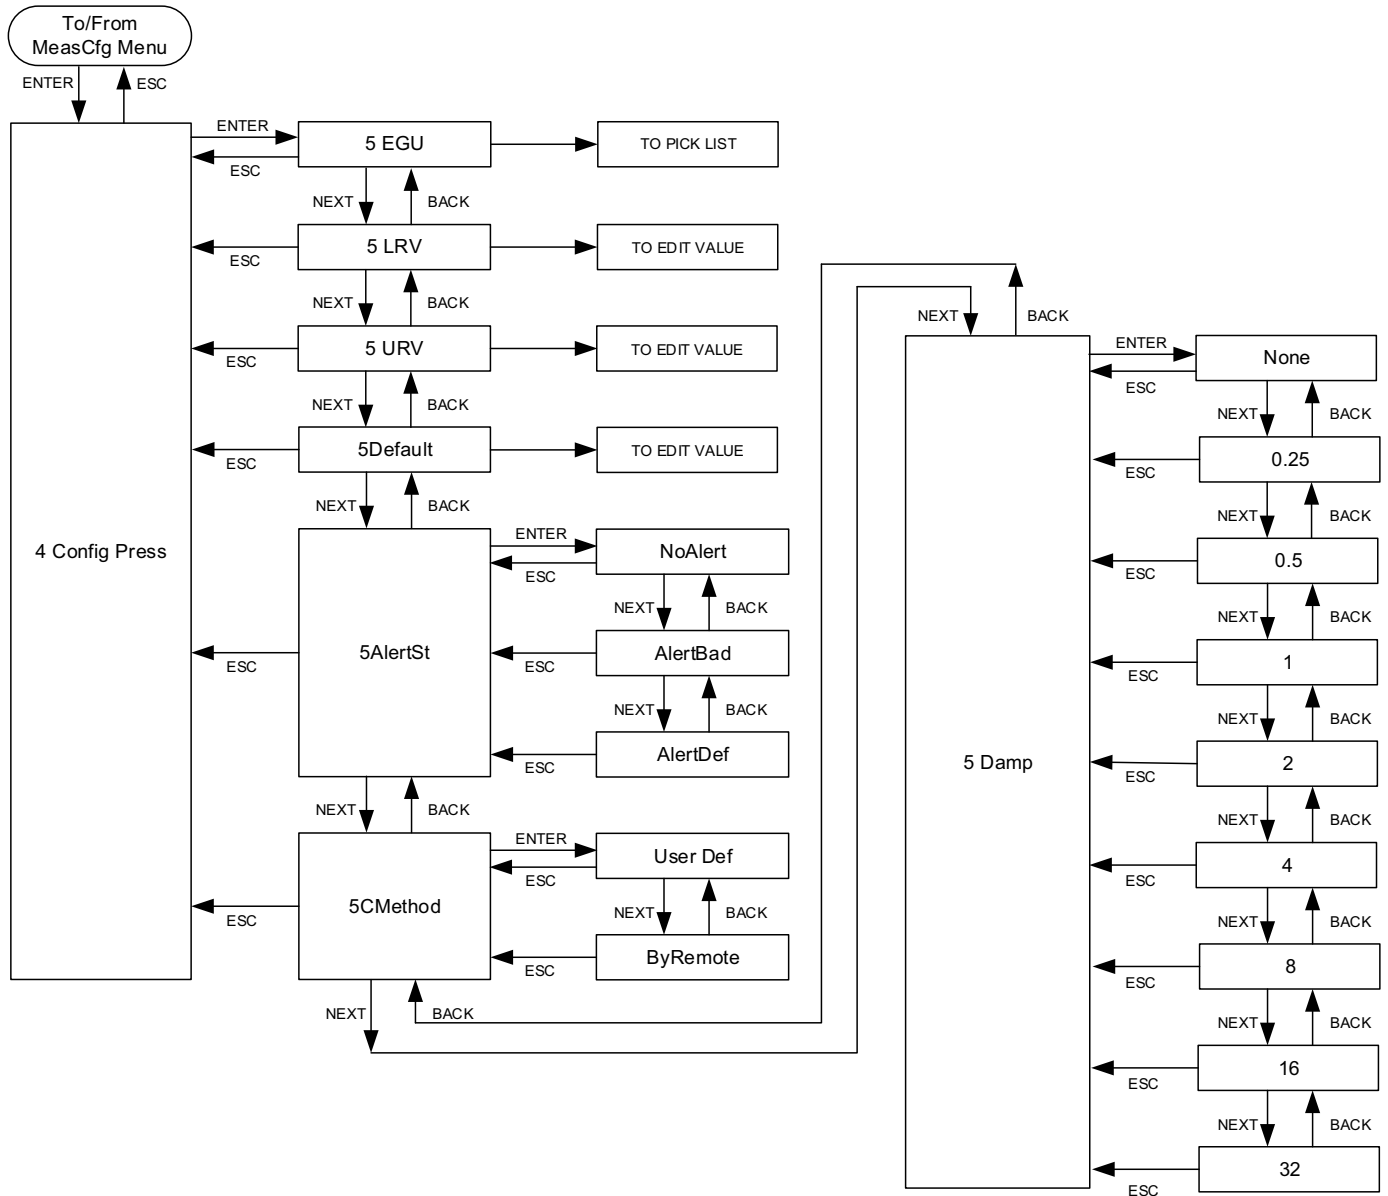 To/From
MeasCfg Menu
ENTER
ESC
4 Config Press
ENTER
ESC
5 EGU
TO PICK LIST
NEXT
BACK
ESC
5 LRV
TO EDIT VALUE
NEXT
BACK
ESC
5 URV
TO EDIT VALUE
NEXT
BACK
ESC
5Default
TO EDIT VALUE
NEXT
BACK
ESC
5AlertSt
ENTER
ESC
NoAlert
NEXT
BACK
ESC
AlertBad
NEXT
BACK
ESC
AlertDef
NEXT
BACK
ESC
5CMethod
ENTER
ESC
User Def
NEXT
BACK
ESC
ByRemote
NEXT
BACK
NEXT
BACK
5 Damp
ENTER
ESC
None
NEXT
BACK
ESC
0.25
NEXT
BACK
ESC
0.5
NEXT
BACK
ESC
1
NEXT
BACK
ESC
2
NEXT
BACK
ESC
4
NEXT
BACK
ESC
8
NEXT
BACK
ESC
16
NEXT
BACK
ESC
32